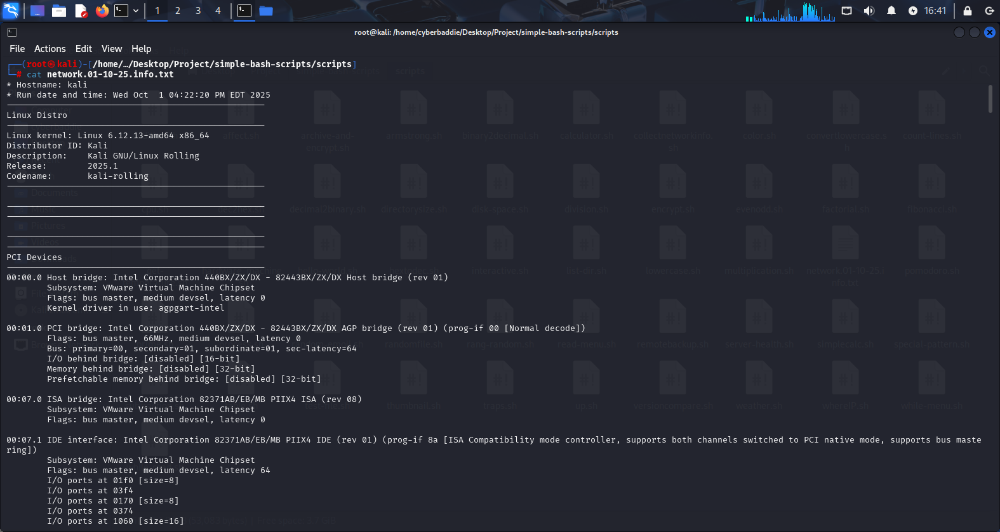 1 2 3 4 16:41
root@kali: /home/cyberbaddie/Desktop/Project/simple-bash-scripts/scripts
File Actions Edit View Help
(root㉿kali)-[/home/…/Desktop/Project/simple-bash-scripts/scripts]
# cat network.01-10-25.info.txt
* Hostname: kali
* Run date and time: Wed Oct  1 04:22:20 PM EDT 2025
Linux Distro
Linux kernel: Linux 6.12.13-amd64 x86_64
Distributor ID: Kali
Description:    Kali GNU/Linux Rolling
Release:        2025.1
Codename:       kali-rolling
PCI Devices
00:00.0 Host bridge: Intel Corporation 440BX/ZX/DX - 82443BX/ZX/DX Host bridge (rev 01)
Subsystem: VMware Virtual Machine Chipset
Flags: bus master, medium devsel, latency 0
Kernel driver in use: agpgart-intel
00:01.0 PCI bridge: Intel Corporation 440BX/ZX/DX - 82443BX/ZX/DX AGP bridge (rev 01) (prog-if 00 [Normal decode])
Flags: bus master, 66MHz, medium devsel, latency 0
Bus: primary=00, secondary=01, subordinate=01, sec-latency=64
I/O behind bridge: [disabled] [16-bit]
Memory behind bridge: [disabled] [32-bit]
Prefetchable memory behind bridge: [disabled] [32-bit]
00:07.0 ISA bridge: Intel Corporation 82371AB/EB/MB PIIX4 ISA (rev 08)
Subsystem: VMware Virtual Machine Chipset
Flags: bus master, medium devsel, latency 0
00:07.1 IDE interface: Intel Corporation 82371AB/EB/MB PIIX4 IDE (rev 01) (prog-if 8a [ISA Compatibility mode controller, supports both channels switched to PCI native mode, supports bus maste
ring])
Subsystem: VMware Virtual Machine Chipset
Flags: bus master, medium devsel, latency 64
I/O ports at 01f0 [size=8]
I/O ports at 03f4
I/O ports at 0170 [size=8]
I/O ports at 0374
I/O ports at 1060 [size=16]